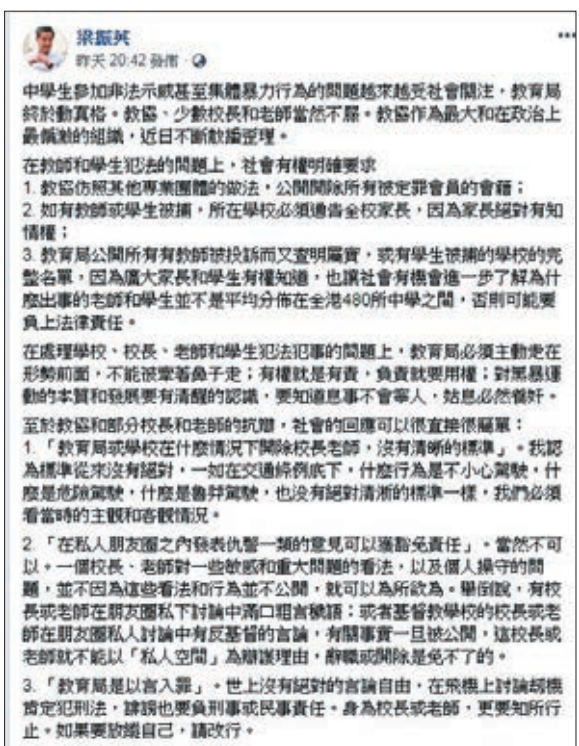 梁振英
昨天 20:42 發佈
中學生參加非法示威甚至集體暴力行為的問題越來越受社會關注，教育局
終於動真格。教協、少數校長和老師當然不屑。教協作為最大和在政治上
最偏激的組織，近日不斷散播歪理。
在教師和學生犯法的問題上，社會有權明確要求
1. 教協仿照其他專業團體的做法，公開開除所有被定罪會員的會籍；
2. 如有教師或學生被捕，所在學校必須通告全校家長，因為家長絕對有知
情權；
3. 教育局公開所有有教師被投訴而又查明屬實，或有學生被捕的學校的完
整名單，因為廣大家長和學生有權知道，也讓社會有機會進一步了解為什
麼出事的老師和學生並不是平均分佈在全港480所中學之間，否則可能要
負上法律責任。
在處理學校、校長、老師和學生犯法犯事的問題上，教育局必須主動走在
形勢前面，不能被牽着鼻子走；有權就是有責，負責就要用權；對黑暴運
動的本質和發展要有清醒的認識，要知道息事不會寧人，姑息必然養奸。
至於教協和部分校長和老師的抗辯，社會的回應可以很直接很簡單：
1. 「教育局或學校在什麼情況下開除校長老師，沒有清晰的標準」。我認
為標準從來沒有絕對，一如在交通條例底下，什麼行為是不小心駕駛，什
麼是危險駕駛，什麼是魯莽駕駛，也沒有絕對清淅的標準一樣，我們必須
看當時的主觀和客觀情況。
2. 「在私人朋友圈之內發表仇警一類的意見可以獲豁免責任」。當然不可
以。一個校長、老師對一些敏感和重大問題的看法，以及個人操守的問
題，並不因為這些看法和行為並不公開，就可以為所欲為。舉例說，有校
長或老師在朋友圈私下討論中滿口粗言穢語；或者基督教學校的校長或老
師在朋友圈私人討論中有反基督的言論，有關事實一旦被公開，這校長或
老師就不能以「私人空間」為辯護理由，辭職或開除是免不了的。
3. 「教育局是以言入罪」。世上沒有絕對的言論自由，在飛機上討論劫機
肯定犯刑法，誹謗也要負刑事或民事責任。身為校長或老師，更要知所行
止。如果要放縱自己，請改行。